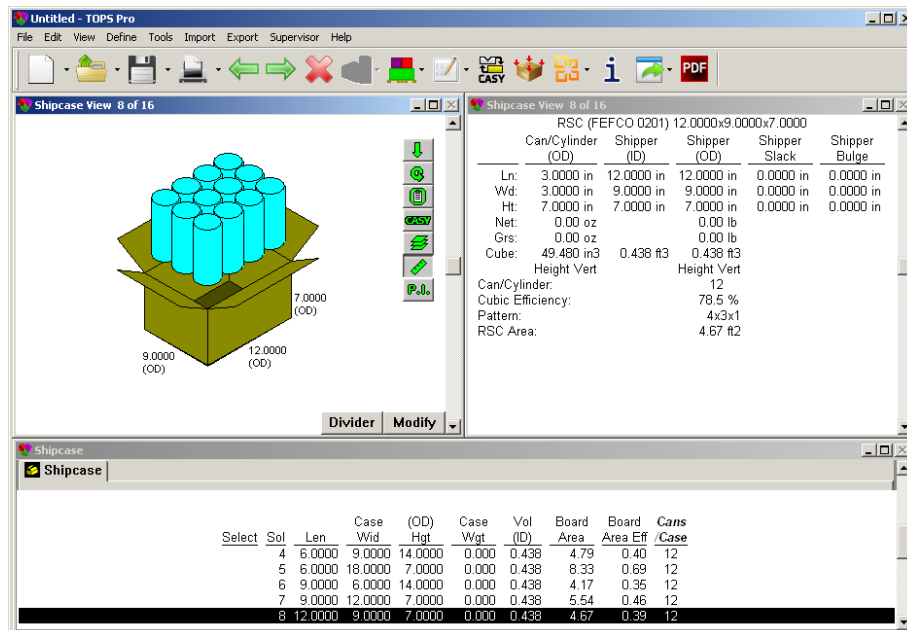 Untitled - TOPS Pro
File Edit View Define Tools Import Export Supervisor Help
CASY
i
PDF
Shipcase View 8 of 16
CASY
P.I.
7.0000
(OD)
12.0000
(OD)
9.0000
(OD)
Divider Modify
Shipcase View 8 of 16
RSC (FEFCO 0201) 12.0000x9.0000x7.0000
Can/Cylinder Shipper Shipper Shipper Shipper
(OD) (ID) (OD) Slack Bulge
Ln: 3.0000 in 12.0000 in 12.0000 in 0.0000 in 0.0000 in
Wd: 3.0000 in 9.0000 in 9.0000 in 0.0000 in 0.0000 in
Ht: 7.0000 in 7.0000 in 7.0000 in 0.0000 in 0.0000 in
Net: 0.00 oz 0.00 lb
Grs: 0.00 oz 0.00 lb
Cube: 49.480 in3 0.438 ft3 0.438 ft3
Height Vert Height Vert
Can/Cylinder: 12
Cubic Efficiency: 78.5 %
Pattern: 4x3x1
RSC Area: 4.67 ft2
Shipcase
Shipcase
Case (OD) Case Vol Board Board Cans
Select Sol Len Wid Hgt Wgt (ID) Area Area Eff /Case
4 6.0000 9.0000 14.0000 0.000 0.438 4.79 0.40 12
5 6.0000 18.0000 7.0000 0.000 0.438 8.33 0.69 12
6 9.0000 6.0000 14.0000 0.000 0.438 4.17 0.35 12
7 9.0000 12.0000 7.0000 0.000 0.438 5.54 0.46 12
8 12.0000 9.0000 7.0000 0.000 0.438 4.67 0.39 12